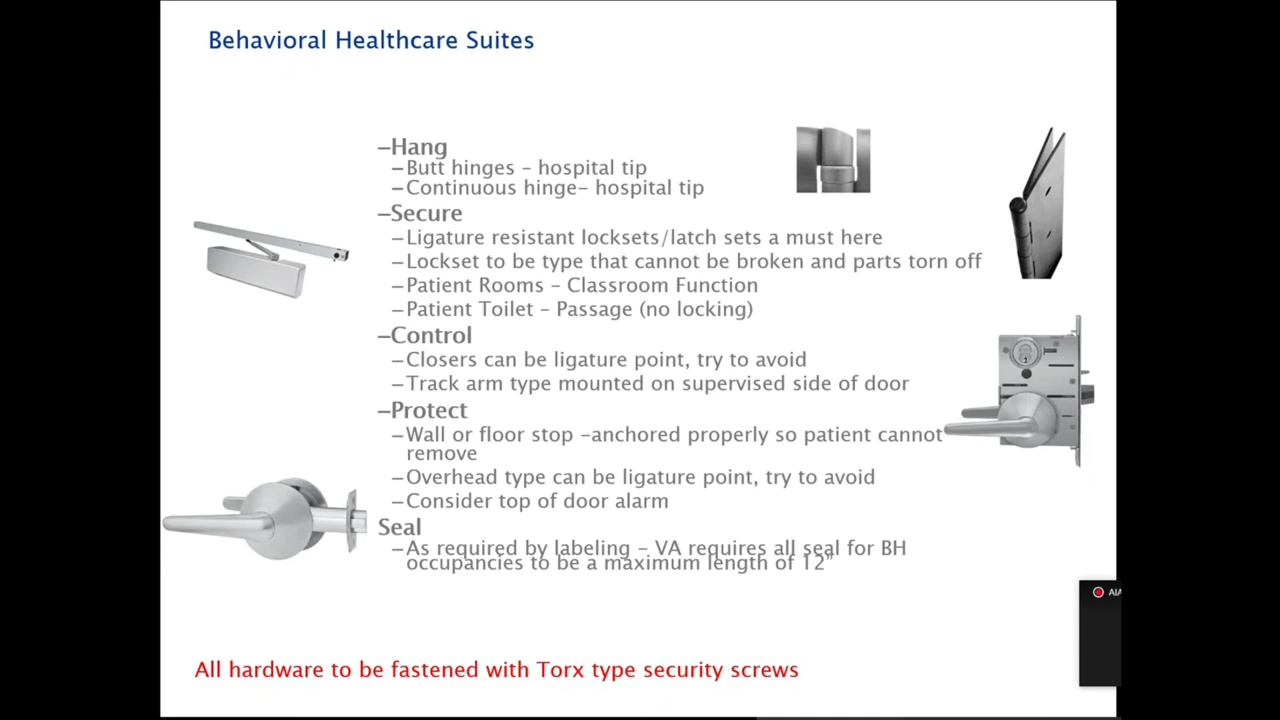 Behavioral Healthcare Suites
–Hang
–Butt hinges – hospital tip
–Continuous hinge– hospital tip
–Secure
–Ligature resistant locksets/latch sets a must here
–Lockset to be type that cannot be broken and parts torn off
–Patient Rooms – Classroom Function
–Patient Toilet – Passage (no locking)
–Control
–Closers can be ligature point, try to avoid
–Track arm type mounted on supervised side of door
–Protect
–Wall or floor stop –anchored properly so patient cannot
remove
–Overhead type can be ligature point, try to avoid
–Consider top of door alarm
Seal
–As required by labeling – VA requires all seal for BH
occupancies to be a maximum length of 12”
AIA
All hardware to be fastened with Torx type security screws